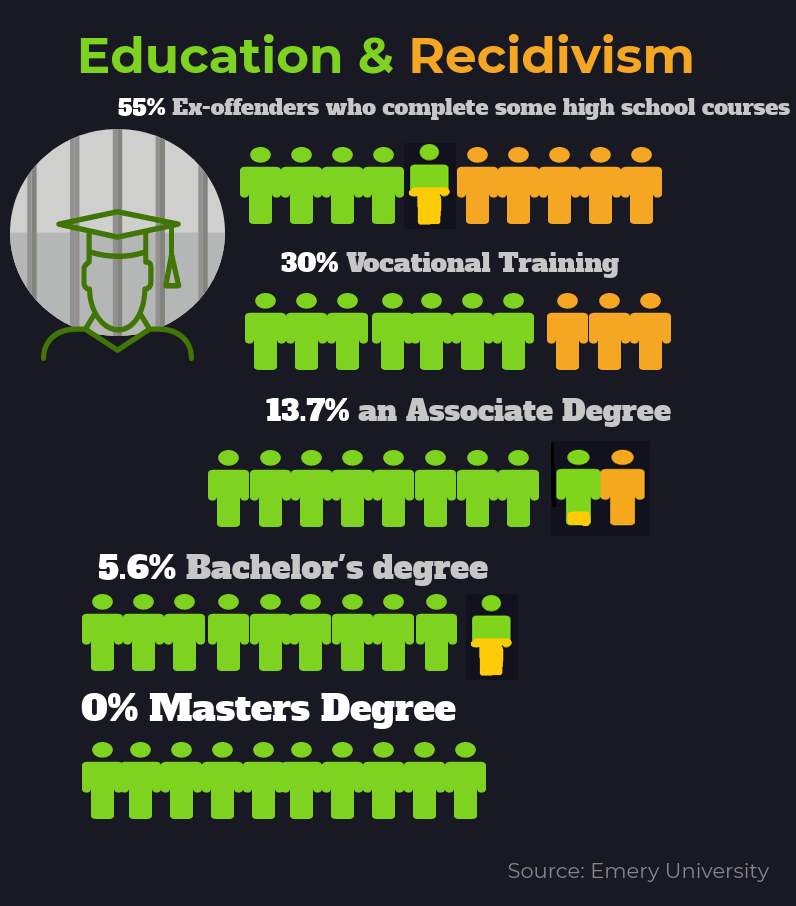 Education & Recidivism
55% Ex-offenders who complete some high school courses
30% Vocational Training
13.7% an Associate Degree
5.6% Bachelor's degree
0% Masters Degree
Source: Emery University